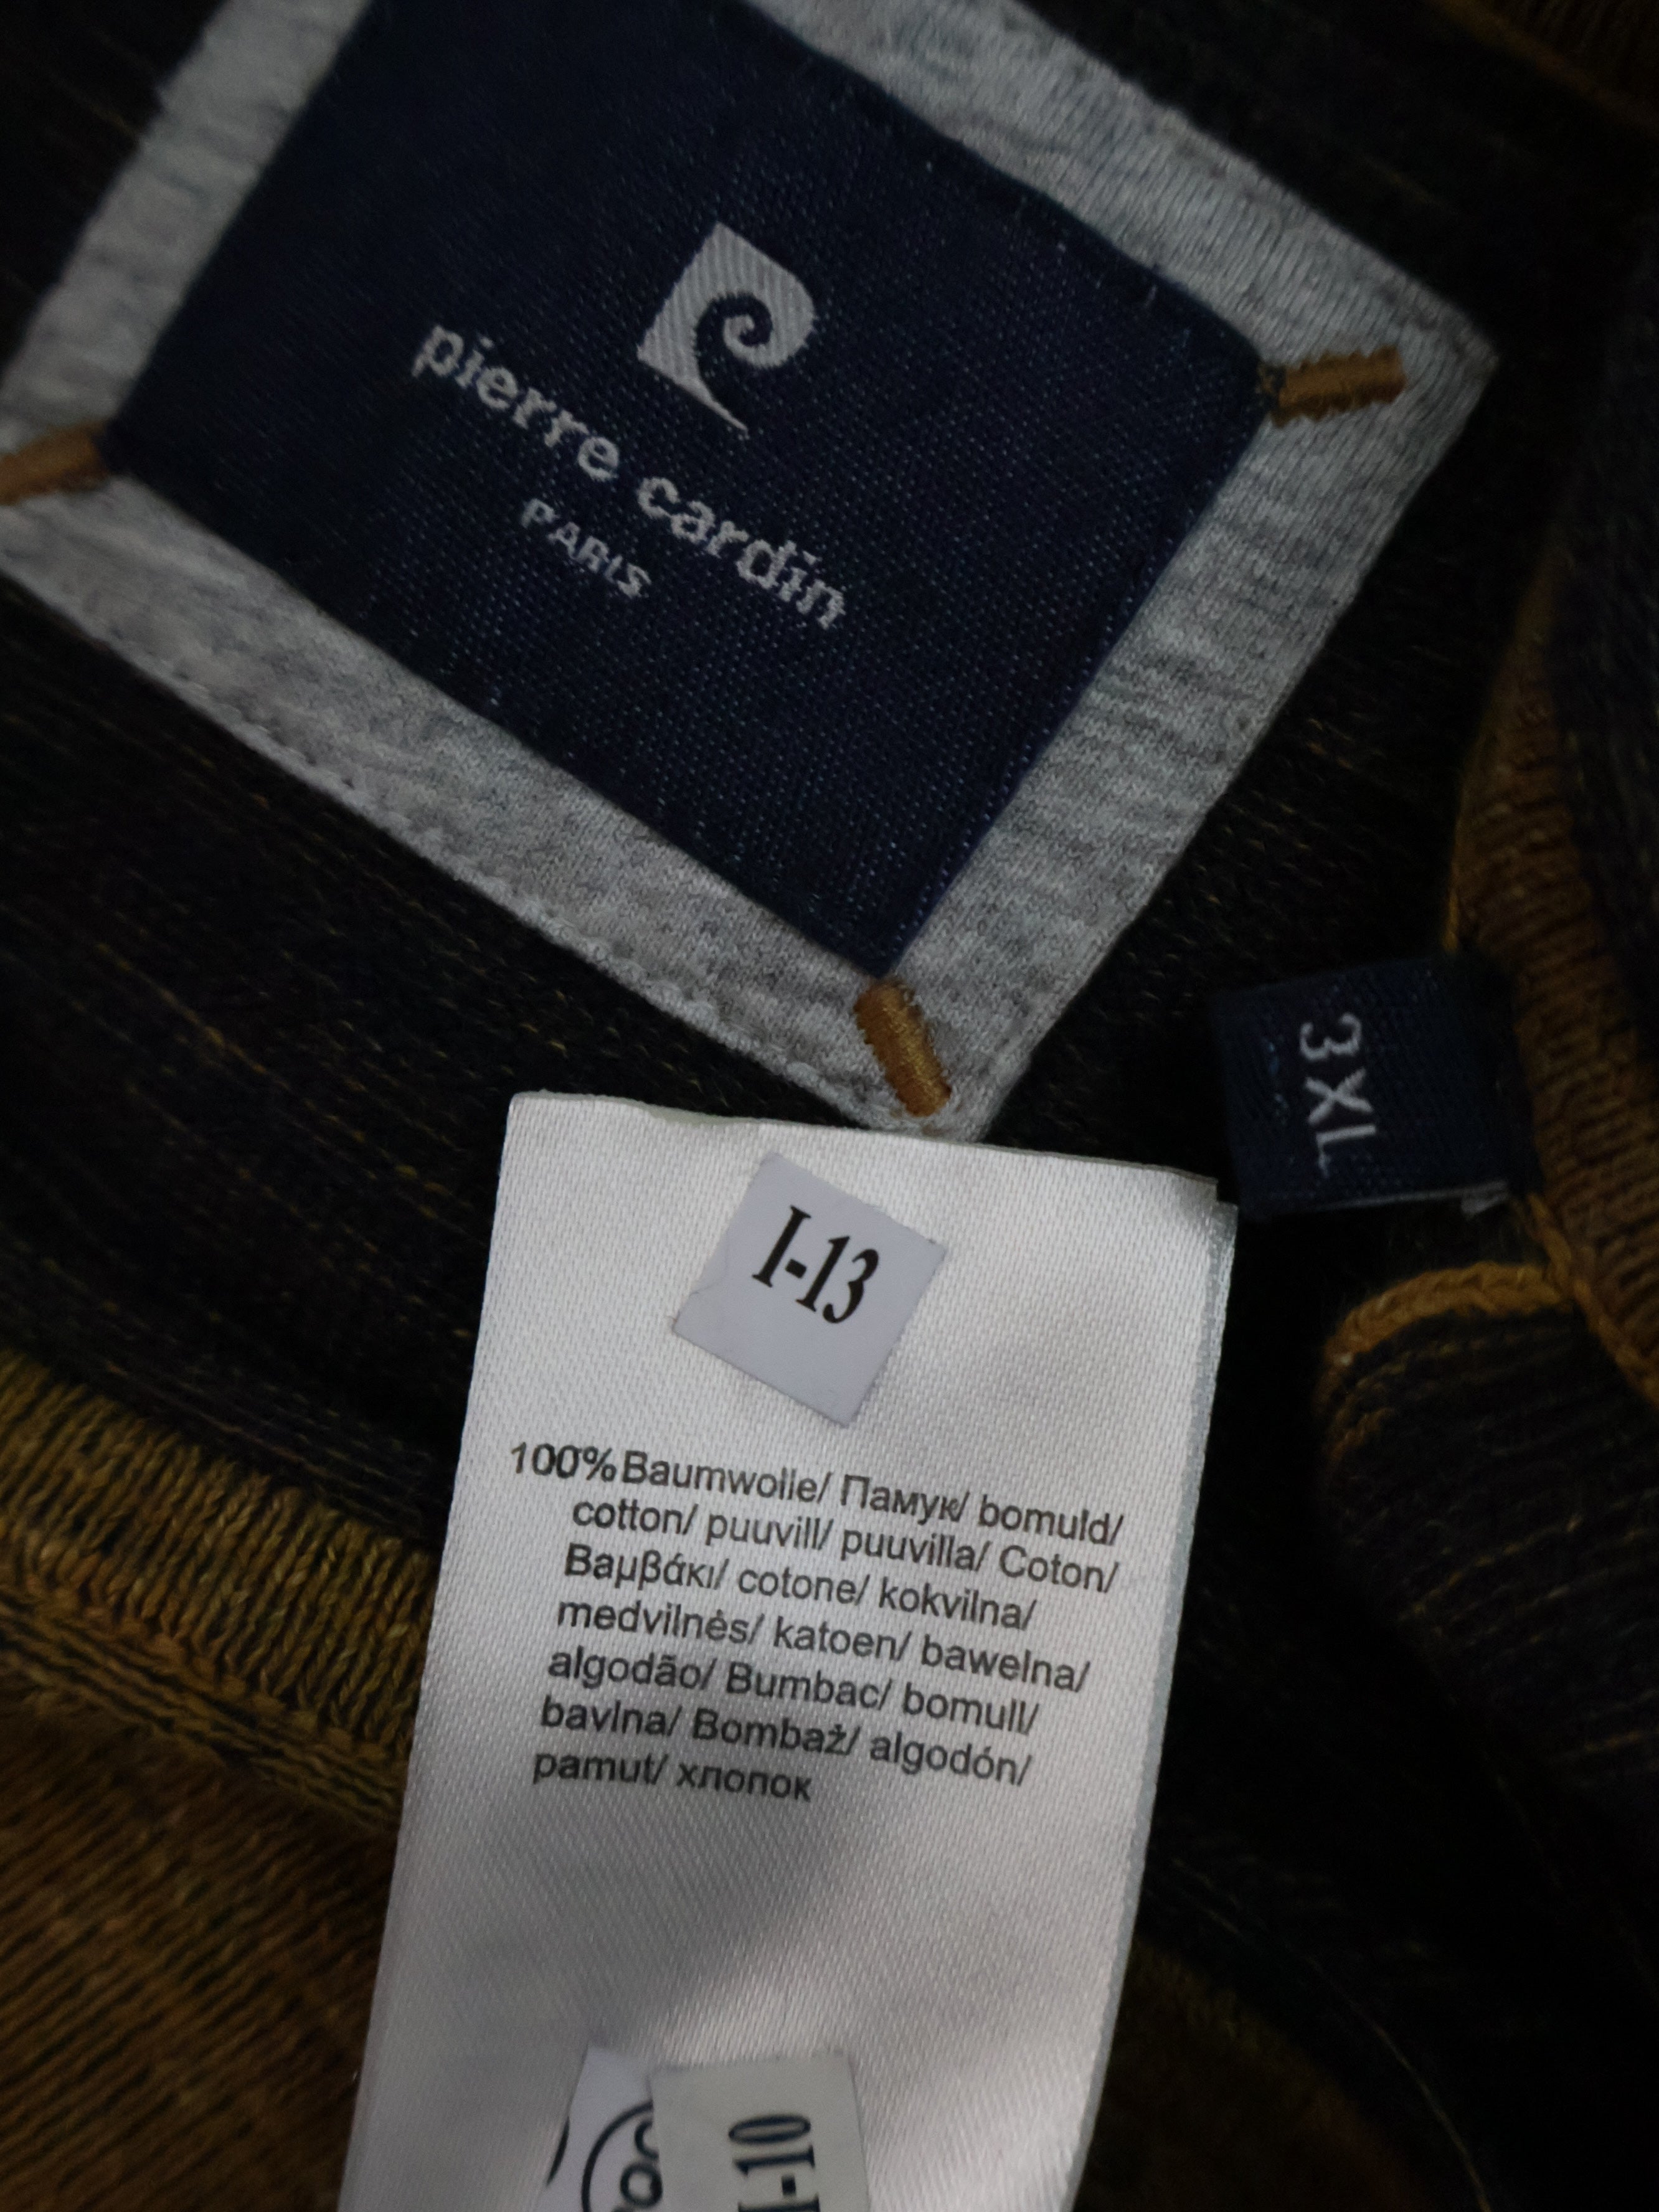 pierre cardin
PARIS
3XL
I-13
100% Baumwolle/ Памук/ bomuld/
cotton/ puuvill/ puuvilla/ Coton/
Βαμβάκι/ cotone/ kokvilna/
medvilnės/ katoen/ bawełna/
algodão/ Bumbac/ bomull/
bavlna/ Bombaž/ algodón/
pamut/ хлопок